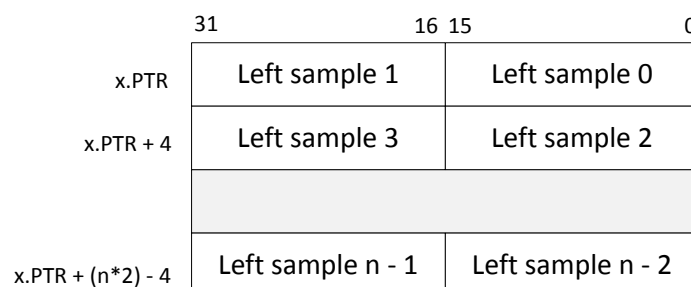 31 16 15 0
x.PTR Left sample 1 Left sample 0
x.PTR + 4 Left sample 3 Left sample 2
x.PTR + (n*2) - 4 Left sample n - 1 Left sample n - 2